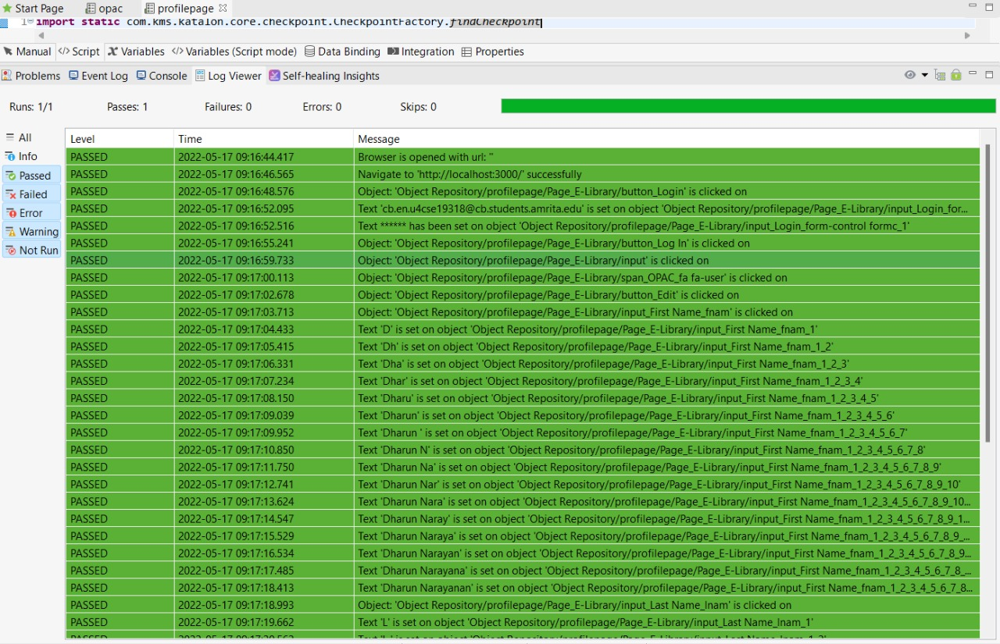 Start Page opac profilepage
1 import static com.kms.katalon.core.checkpoint.CheckpointFactory.findCheckpoint
Manual </> Script Variables </> Variables (Script mode) Data Binding Integration Properties
Problems Event Log Console Log Viewer Self-healing Insights
Runs: 1/1 Passes: 1 Failures: 0 Errors: 0 Skips: 0
All
Info
Passed
Failed
Error
Warning
Not Run
Level Time Message
PASSED 2022-05-17 09:16:44.417 Browser is opened with url: ''
PASSED 2022-05-17 09:16:46.565 Navigate to 'http://localhost:3000/' successfully
PASSED 2022-05-17 09:16:48.576 Object: 'Object Repository/profilepage/Page_E-Library/button_Login' is clicked on
PASSED 2022-05-17 09:16:52.095 Text 'cb.en.u4cse19318@cb.students.amrita.edu' is set on object 'Object Repository/profilepage/Page_E-Library/input_Login_for...
PASSED 2022-05-17 09:16:52.516 Text ****** has been set on object 'Object Repository/profilepage/Page_E-Library/input_Login_form-control formc_1'
PASSED 2022-05-17 09:16:55.241 Object: 'Object Repository/profilepage/Page_E-Library/button_Log In' is clicked on
PASSED 2022-05-17 09:16:59.733 Object: 'Object Repository/profilepage/Page_E-Library/input' is clicked on
PASSED 2022-05-17 09:17:00.113 Object: 'Object Repository/profilepage/Page_E-Library/span_OPAC_fa fa-user' is clicked on
PASSED 2022-05-17 09:17:02.678 Object: 'Object Repository/profilepage/Page_E-Library/button_Edit' is clicked on
PASSED 2022-05-17 09:17:03.713 Object: 'Object Repository/profilepage/Page_E-Library/input_First Name_fnam' is clicked on
PASSED 2022-05-17 09:17:04.433 Text 'D' is set on object 'Object Repository/profilepage/Page_E-Library/input_First Name_fnam_1'
PASSED 2022-05-17 09:17:05.415 Text 'Dh' is set on object 'Object Repository/profilepage/Page_E-Library/input_First Name_fnam_1_2'
PASSED 2022-05-17 09:17:06.331 Text 'Dha' is set on object 'Object Repository/profilepage/Page_E-Library/input_First Name_fnam_1_2_3'
PASSED 2022-05-17 09:17:07.234 Text 'Dhar' is set on object 'Object Repository/profilepage/Page_E-Library/input_First Name_fnam_1_2_3_4'
PASSED 2022-05-17 09:17:08.150 Text 'Dharu' is set on object 'Object Repository/profilepage/Page_E-Library/input_First Name_fnam_1_2_3_4_5'
PASSED 2022-05-17 09:17:09.039 Text 'Dharun' is set on object 'Object Repository/profilepage/Page_E-Library/input_First Name_fnam_1_2_3_4_5_6'
PASSED 2022-05-17 09:17:09.952 Text 'Dharun ' is set on object 'Object Repository/profilepage/Page_E-Library/input_First Name_fnam_1_2_3_4_5_6_7'
PASSED 2022-05-17 09:17:10.850 Text 'Dharun N' is set on object 'Object Repository/profilepage/Page_E-Library/input_First Name_fnam_1_2_3_4_5_6_7_8'
PASSED 2022-05-17 09:17:11.750 Text 'Dharun Na' is set on object 'Object Repository/profilepage/Page_E-Library/input_First Name_fnam_1_2_3_4_5_6_7_8_9'
PASSED 2022-05-17 09:17:12.741 Text 'Dharun Nar' is set on object 'Object Repository/profilepage/Page_E-Library/input_First Name_fnam_1_2_3_4_5_6_7_8_9_10'
PASSED 2022-05-17 09:17:13.624 Text 'Dharun Nara' is set on object 'Object Repository/profilepage/Page_E-Library/input_First Name_fnam_1_2_3_4_5_6_7_8_9_10...
PASSED 2022-05-17 09:17:14.547 Text 'Dharun Naray' is set on object 'Object Repository/profilepage/Page_E-Library/input_First Name_fnam_1_2_3_4_5_6_7_8_9_1...
PASSED 2022-05-17 09:17:15.529 Text 'Dharun Naraya' is set on object 'Object Repository/profilepage/Page_E-Library/input_First Name_fnam_1_2_3_4_5_6_7_8_9_...
PASSED 2022-05-17 09:17:16.534 Text 'Dharun Narayan' is set on object 'Object Repository/profilepage/Page_E-Library/input_First Name_fnam_1_2_3_4_5_6_7_8_9...
PASSED 2022-05-17 09:17:17.485 Text 'Dharun Narayana' is set on object 'Object Repository/profilepage/Page_E-Library/input_First Name_fnam_1_2_3_4_5_6_7_8_...
PASSED 2022-05-17 09:17:18.413 Text 'Dharun Narayanan' is set on object 'Object Repository/profilepage/Page_E-Library/input_First Name_fnam_1_2_3_4_5_6_7_8...
PASSED 2022-05-17 09:17:18.993 Object: 'Object Repository/profilepage/Page_E-Library/input_Last Name_lnam' is clicked on
PASSED 2022-05-17 09:17:19.662 Text 'L' is set on object 'Object Repository/profilepage/Page_E-Library/input_Last Name_lnam_1'